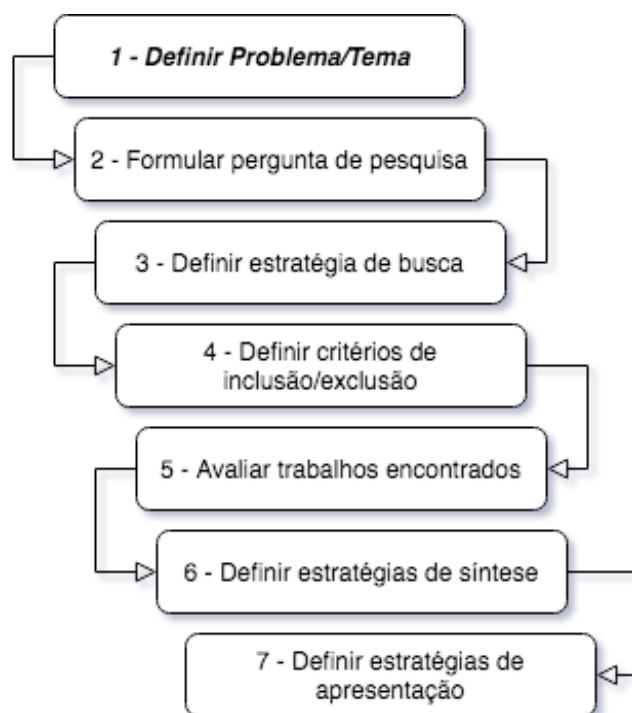 1 - Definir Problema/Tema
2 - Formular pergunta de pesquisa
3 - Definir estratégia de busca
4 - Definir critérios de
inclusão/exclusão
5 - Avaliar trabalhos encontrados
6 - Definir estratégias de síntese
7 - Definir estratégias de
apresentação